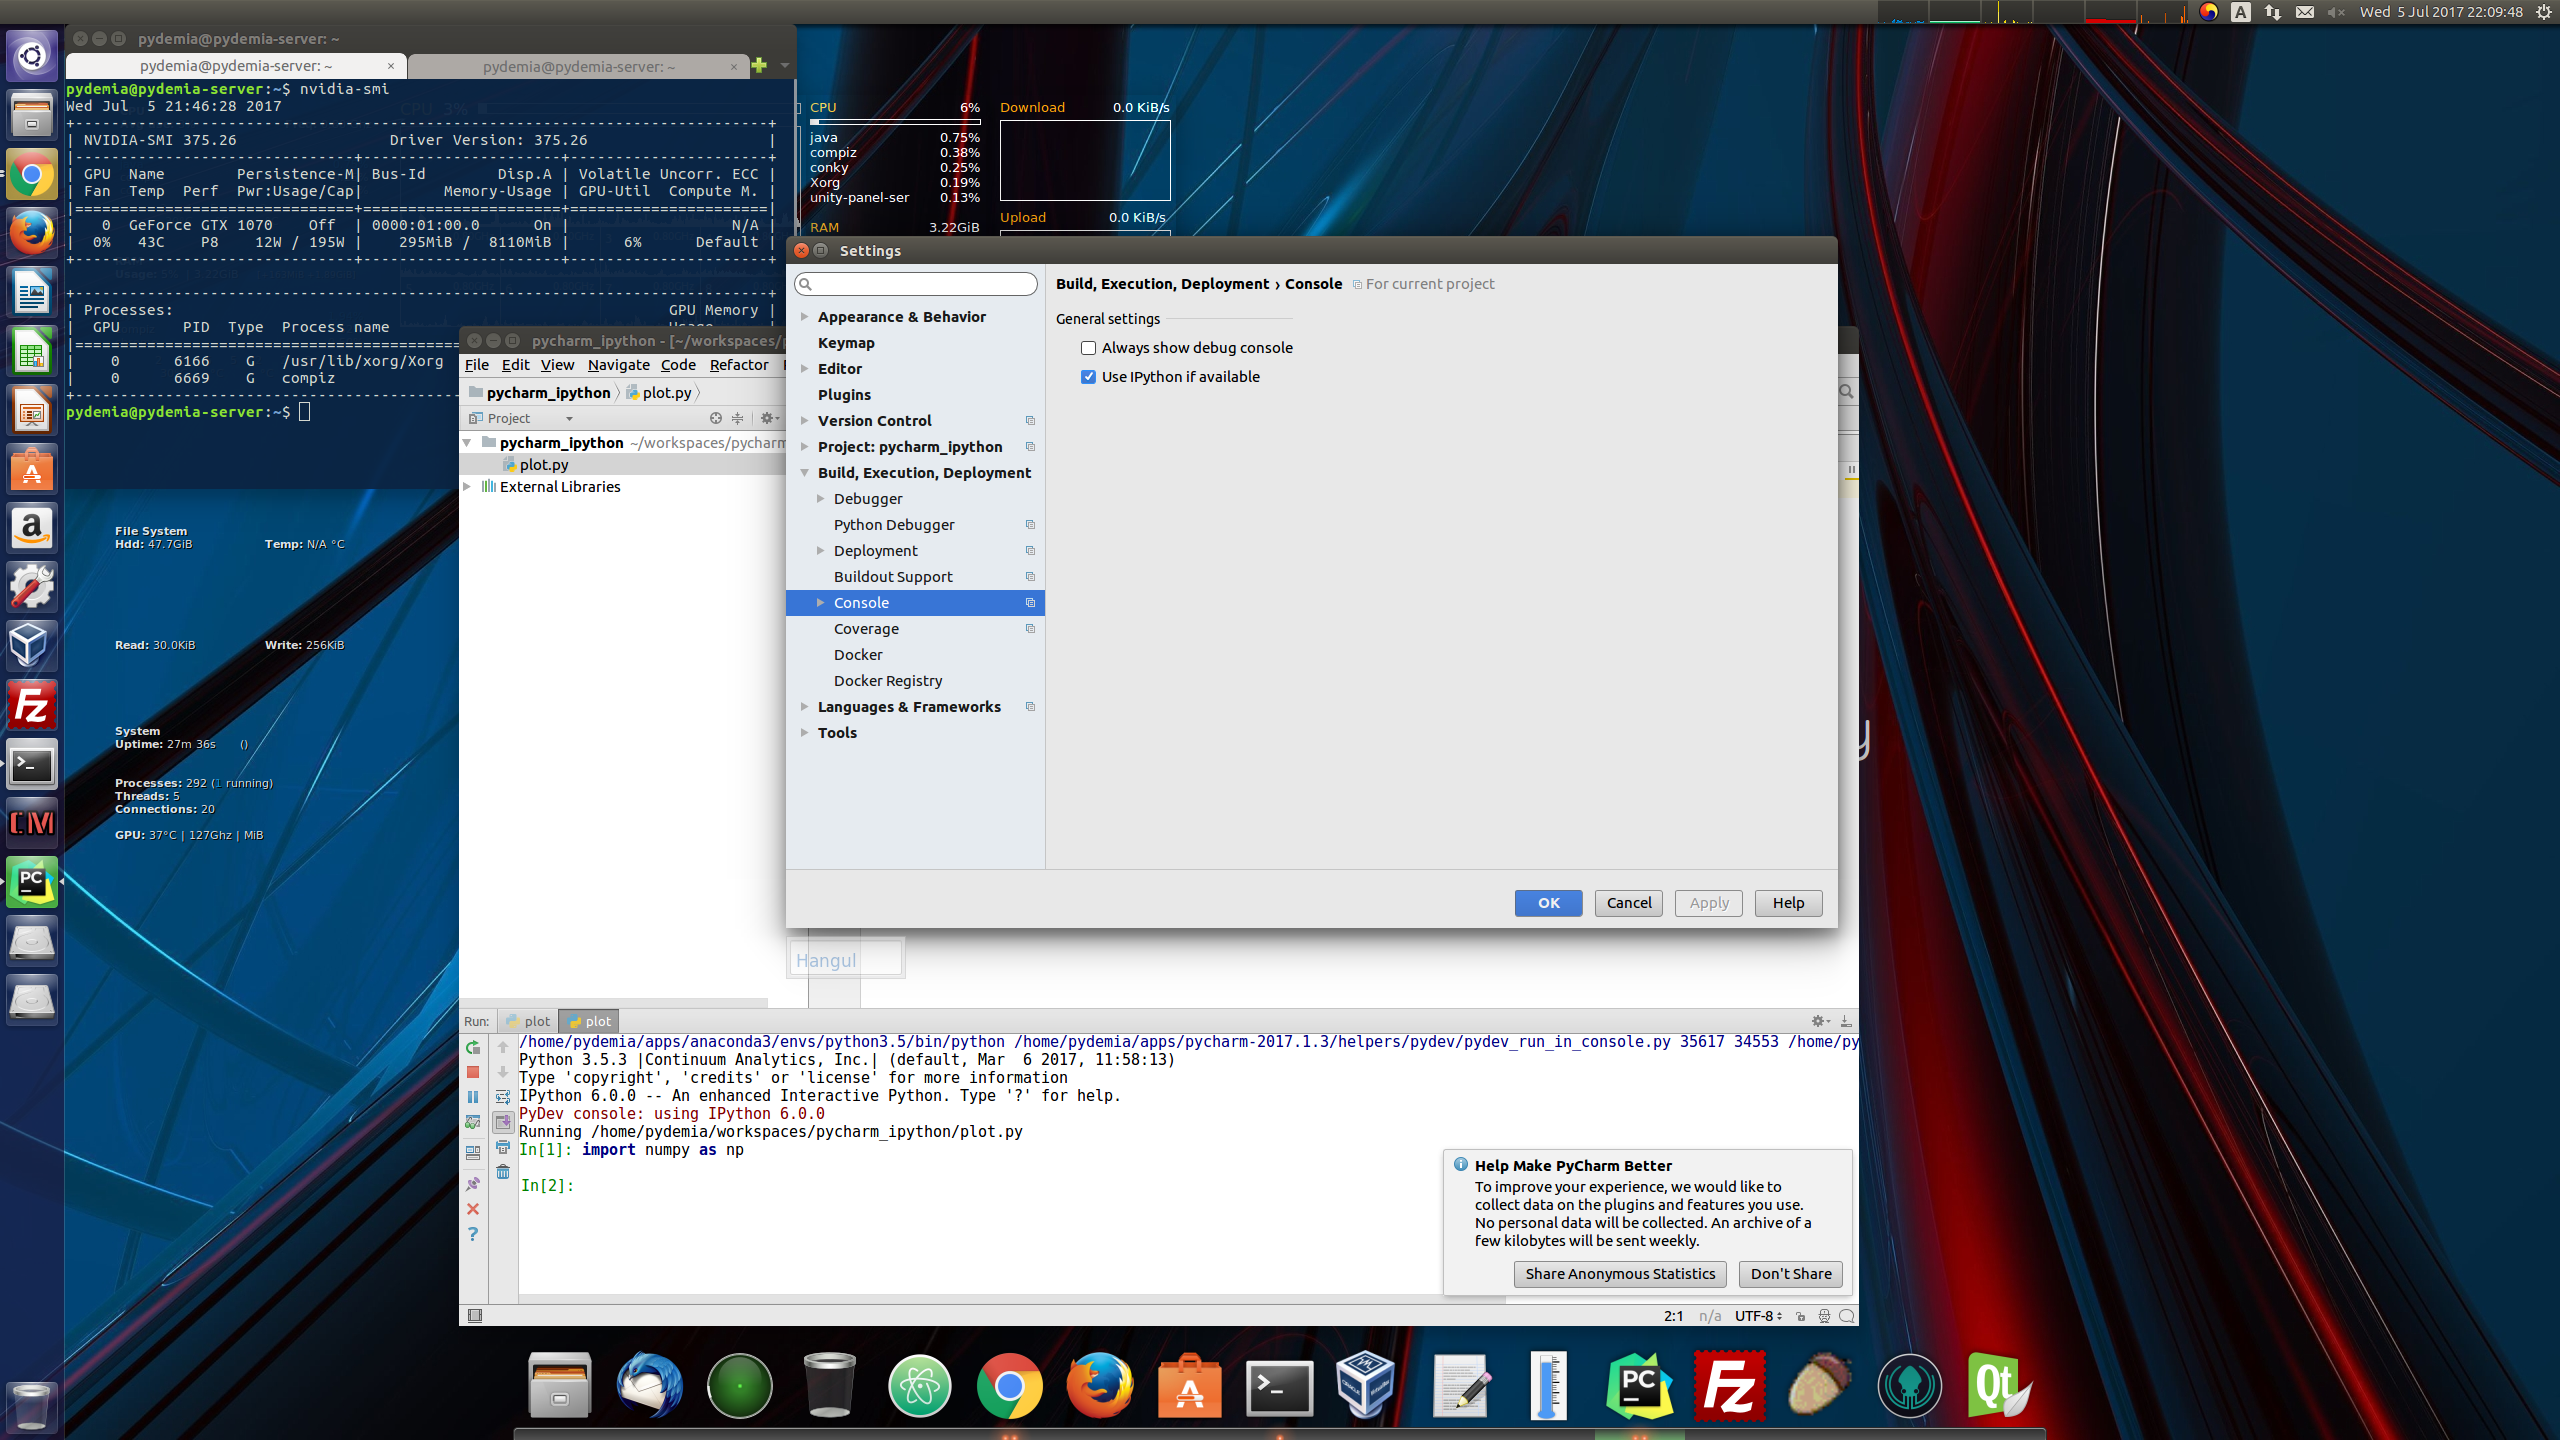 Wed 5 Jul 2017 22:09:48
A
pydemia@pydemia-server: ~
pydemia@pydemia-server: ~ ×
pydemia@pydemia-server: ~ ×
pydemia@pydemia-server:~$ nvidia-smi
Wed Jul  5 21:46:28 2017
+-----------------------------------------------------------------------------+
| NVIDIA-SMI 375.26                 Driver Version: 375.26                    |
|-------------------------------+----------------------+----------------------+
| GPU  Name        Persistence-M| Bus-Id        Disp.A | Volatile Uncorr. ECC |
| Fan  Temp  Perf  Pwr:Usage/Cap|         Memory-Usage | GPU-Util  Compute M. |
|===============================+======================+======================|
|   0  GeForce GTX 1070    Off  | 0000:01:00.0      On |                  N/A |
|  0%   43C    P8    12W / 195W |    295MiB /  8110MiB |      6%      Default |
+-------------------------------+----------------------+----------------------+
+-----------------------------------------------------------------------------+
| Processes:                                                       GPU Memory |
|  GPU       PID  Type  Process name
|    0      6166    G   /usr/lib/xorg/Xorg
|    0      6669    G   compiz
pydemia@pydemia-server:~$
CPU 6%
java 0.75%
compiz 0.38%
conky 0.25%
Xorg 0.19%
unity-panel-ser 0.13%
RAM 3.22GiB
Download 0.0 KiB/s
Upload 0.0 KiB/s
File System
Hdd: 47.7GiB Temp: N/A °C
Read: 30.0KiB Write: 256KiB
System
Uptime: 27m 36s ()
Processes: 292 (1 running)
Threads: 5
Connections: 20
GPU: 37°C | 127Ghz | MiB
pycharm_ipython - [~/workspaces/
File Edit View Navigate Code Refactor
pycharm_ipython plot.py
Project
pycharm_ipython ~/workspaces/pycharm
plot.py
External Libraries
Settings
Appearance & Behavior
Keymap
Editor
Plugins
Version Control
Project: pycharm_ipython
Build, Execution, Deployment
Debugger
Python Debugger
Deployment
Buildout Support
Console
Coverage
Docker
Docker Registry
Languages & Frameworks
Tools
Build, Execution, Deployment › Console For current project
General settings
Always show debug console
Use IPython if available
OK Cancel Apply Help
y
Hangul
Run: plot plot
/home/pydemia/apps/anaconda3/envs/python3.5/bin/python /home/pydemia/apps/pycharm-2017.1.3/helpers/pydev/pydev_run_in_console.py 35617 34553 /home/py
Python 3.5.3 |Continuum Analytics, Inc.| (default, Mar  6 2017, 11:58:13)
Type 'copyright', 'credits' or 'license' for more information
IPython 6.0.0 -- An enhanced Interactive Python. Type '?' for help.
PyDev console: using IPython 6.0.0
Running /home/pydemia/workspaces/pycharm_ipython/plot.py
In[1]: import numpy as np
In[2]:
Help Make PyCharm Better
To improve your experience, we would like to
collect data on the plugins and features you use.
No personal data will be collected. An archive of a
few kilobytes will be sent weekly.
Share Anonymous Statistics Don't Share
2:1 n/a UTF-8
PC
Fz
Qt